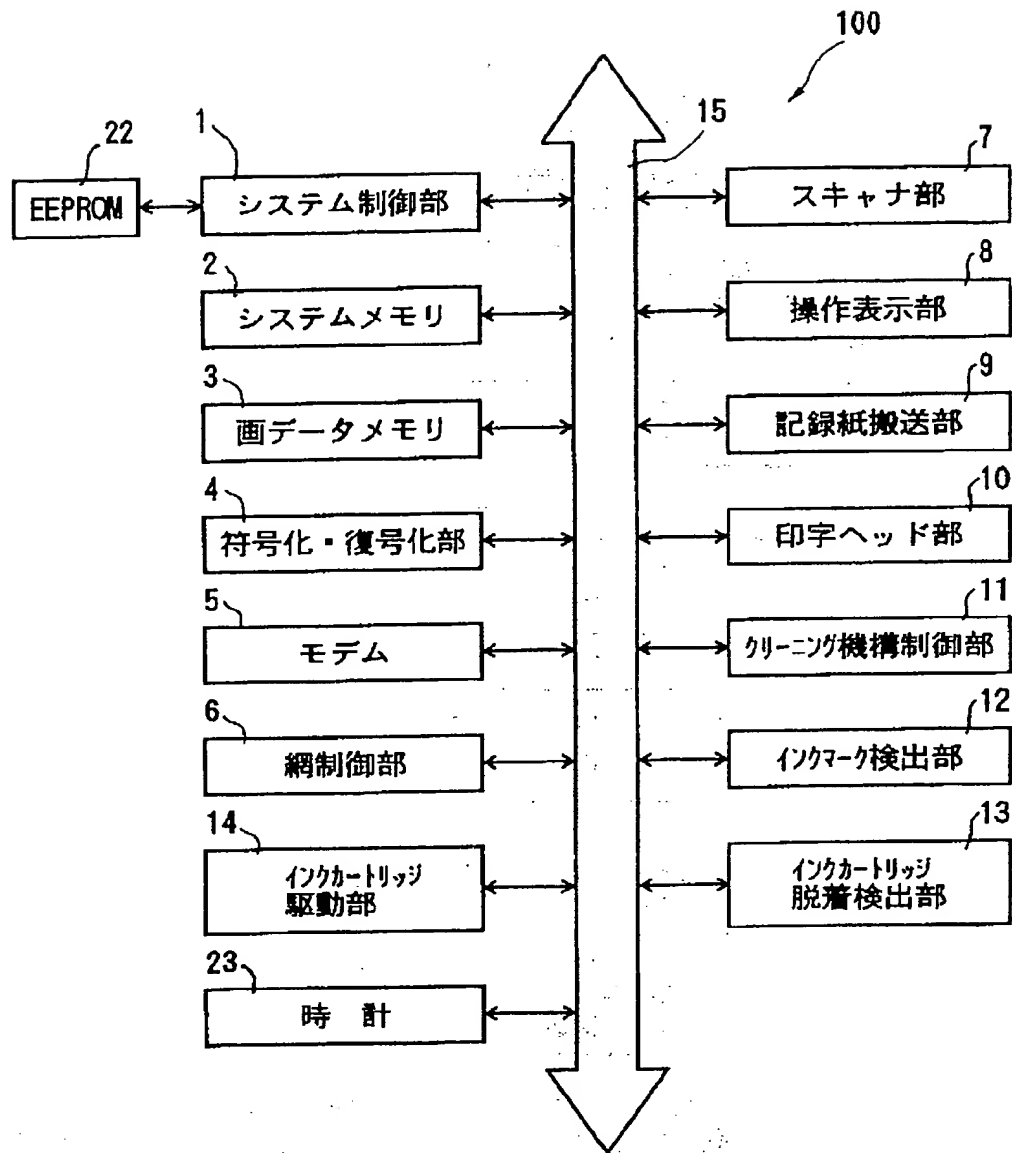 100
15
22
EEPROM
1
システム制御部
2
システムメモリ
3
画データメモリ
4
符号化・復号化部
5
モデム
6
網制御部
14
インクカートリッジ
駆動部
23
時 計
7
スキャナ部
8
操作表示部
9
記録紙搬送部
10
印字ヘッド部
11
クリーニング機構制御部
12
インクマーク検出部
13
インクカートリッジ
脱着検出部